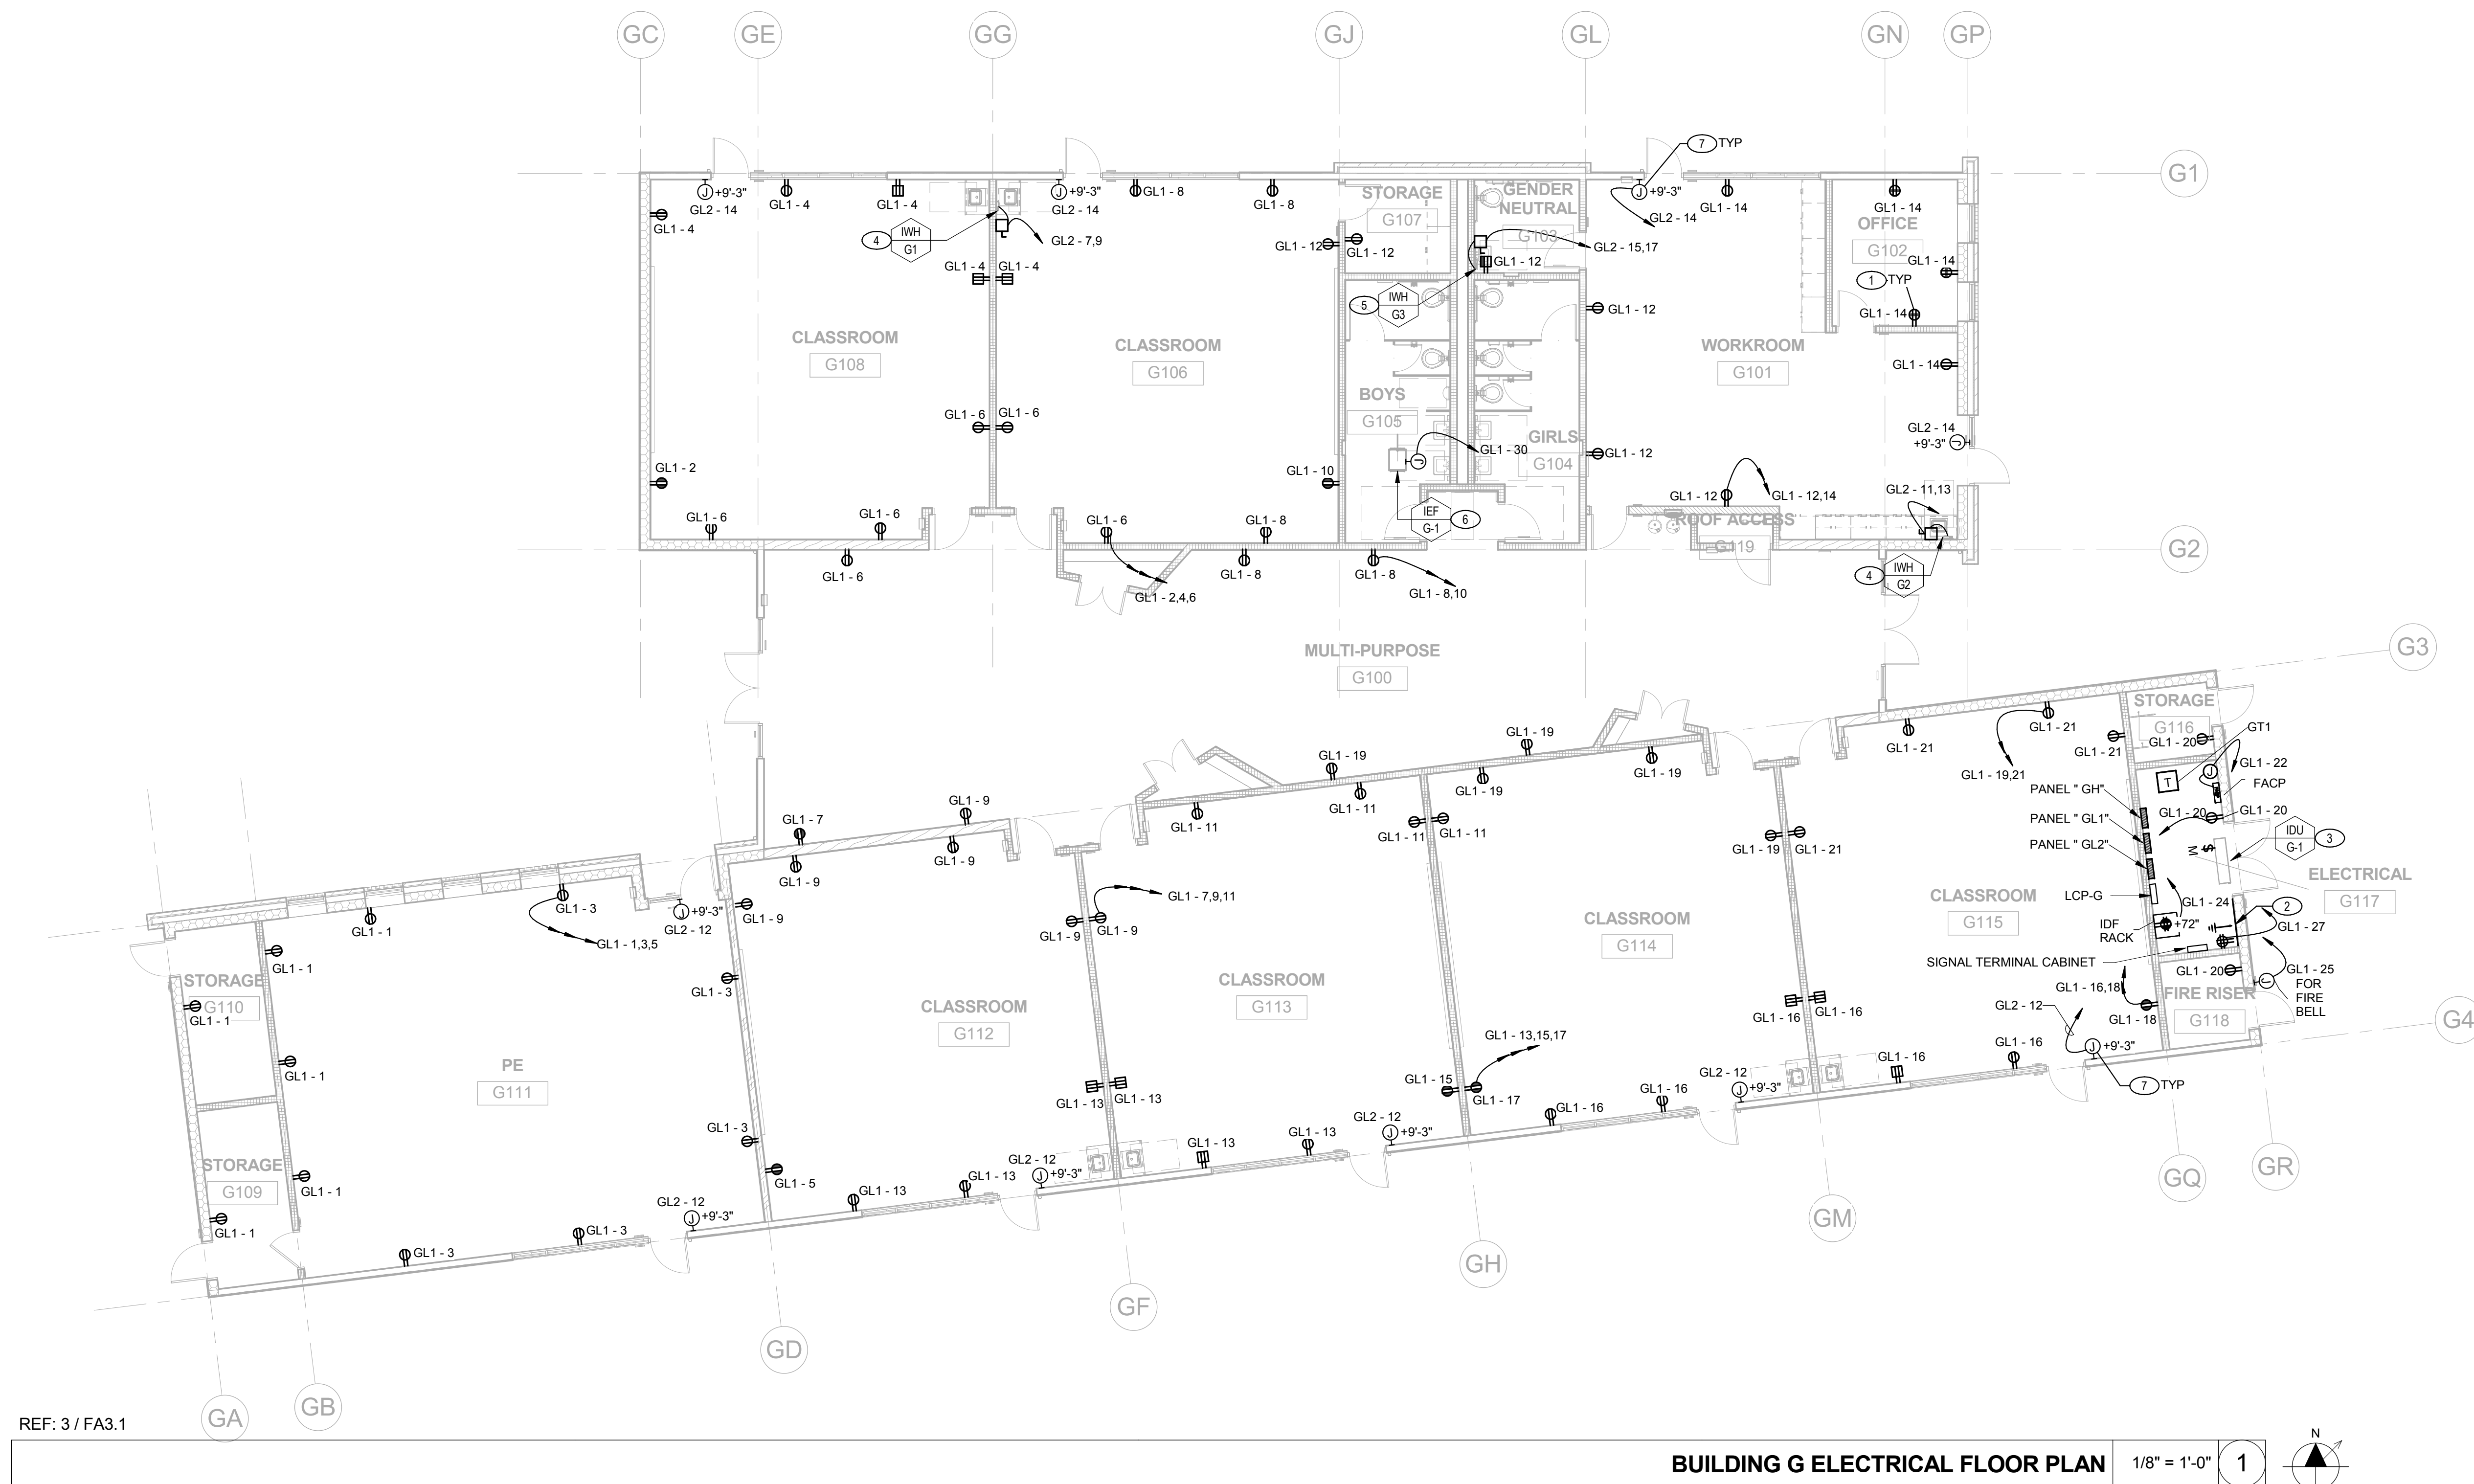 GC GE GG GJ GL GN GP
7 TYP
G1
J +9'-3"
GL2 - 14
GL1 - 4
GL1 - 4
GL1 - 4
J +9'-3"
GL2 - 14
GL1 - 8
GL1 - 8
STORAGE
G107
GENDER
NEUTRAL
G103
J +9'-3"
GL2 - 14
GL1 - 14
GL1 - 14
OFFICE
G102
4
IWH
G1
GL2 - 7,9
GL1 - 12
GL1 - 12
GL2 - 15,17
GL1 - 12
GL1 - 4
GL1 - 4
GL1 - 14
1 TYP
GL1 - 14
5
IWH
G3
GL1 - 12
CLASSROOM
G108
CLASSROOM
G106
WORKROOM
G101
GL1 - 14
BOYS
G105
GL1 - 6
GL1 - 6
GIRLS
G104
GL1 - 30
J
GL1 - 12
GL2 - 14
+9'-3" J
GL1 - 2
GL1 - 10
GL1 - 12
GL1 - 12,14
GL2 - 11,13
GL1 - 6
GL1 - 6
GL1 - 6
GL1 - 8
IEF
G-1
6
ROOF ACCESS
G119
G2
GL1 - 6
GL1 - 8
GL1 - 8
GL1 - 2,4,6
GL1 - 8,10
4
IWH
G2
MULTI-PURPOSE
G100
G3
STORAGE
G116
GL1 - 19
GL1 - 19
GL1 - 19
GL1 - 19
GL1 - 21
GL1 - 21
GL1 - 21
GL1 - 20
GT1
GL1 - 19,21
T
J
GL1 - 22
FACP
PANEL " GH"
PANEL " GL1"
PANEL " GL2"
GL1 - 20
GL1 - 20
IDU
G-1
3
$
M
ELECTRICAL
G117
GL1 - 7
GL1 - 9
GL1 - 9
GL1 - 9
GL1 - 11
GL1 - 11
GL1 - 11
GL1 - 11
GL1 - 19
GL1 - 21
CLASSROOM
G115
LCP-G
GL1 - 24
2
IDF
RACK
+72"
GL1 - 27
SIGNAL TERMINAL CABINET
GL1 - 20
J
GL1 - 25
FOR
FIRE
BELL
GL1 - 16,18
GL1 - 18
FIRE RISER
G118
GL1 - 1
GL1 - 3
GL1 - 1,3,5
J +9'-3"
GL2 - 12
GL1 - 9
GL1 - 9
GL1 - 9
GL1 - 7,9,11
CLASSROOM
G114
GL1 - 1
STORAGE
G110
GL1 - 1
GL1 - 3
CLASSROOM
G112
CLASSROOM
G113
GL1 - 16
GL1 - 16
GL2 - 12
J +9'-3"
7 TYP
G4
GL1 - 1
PE
G111
GL1 - 13
GL1 - 13
GL1 - 13,15,17
GL1 - 15
GL1 - 17
GL1 - 16
GL1 - 16
GL2 - 12
J +9'-3"
GL1 - 16
GL1 - 16
STORAGE
G109
GL1 - 1
GL1 - 1
GL1 - 3
GL1 - 5
GL1 - 13
GL1 - 13
GL2 - 12
J +9'-3"
GL1 - 13
GL1 - 13
GL2 - 12
J +9'-3"
GL2 - 12
J +9'-3"
GL1 - 3
GL1 - 3
GA GB GD GF GH GM GQ GR
REF: 3 / FA3.1
BUILDING G ELECTRICAL FLOOR PLAN
1/8" = 1'-0"
1
N